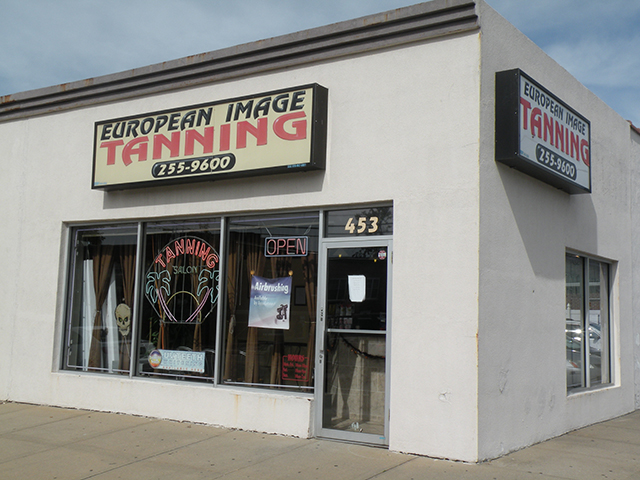 EUROPEAN IMAGE
TANNING
255-9600
EUROPEAN IMAGE
TANNING
255-9600
453
OPEN
TANNING
SALON
Airbrushing